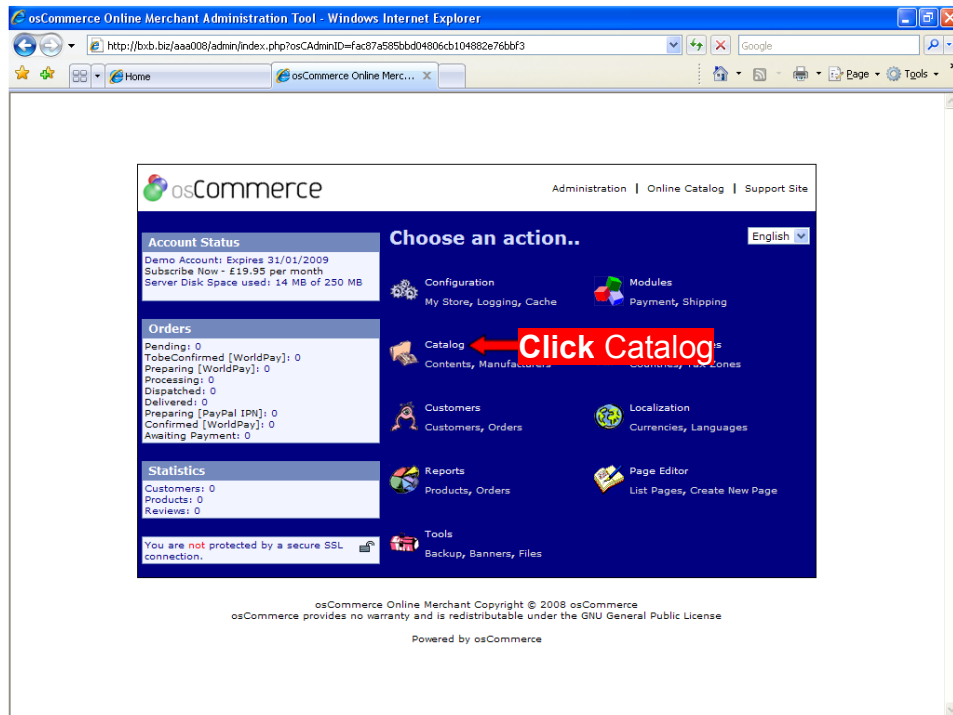 osCommerce Online Merchant Administration Tool - Windows Internet Explorer
http://bxb.biz/aaa008/admin/index.php?osCAdminID=fac87a585bbd04806cb104882e76bbf3
Google
Home
osCommerce Online Merc...
Page
Tools
osCommerce
Administration | Online Catalog | Support Site
Choose an action..
English
Account Status
Demo Account: Expires 31/01/2009
Subscribe Now - £19.95 per month
Server Disk Space used: 14 MB of 250 MB
Orders
Pending: 0
TobeConfirmed [WorldPay]: 0
Preparing [WorldPay]: 0
Processing: 0
Dispatched: 0
Delivered: 0
Preparing [PayPal IPN]: 0
Confirmed [WorldPay]: 0
Awaiting Payment: 0
Statistics
Customers: 0
Products: 0
Reviews: 0
You are not protected by a secure SSL
connection.
Configuration
My Store, Logging, Cache
Modules
Payment, Shipping
Catalog
Contents, Manufacturers
Click Catalog
Countries, Tax Zones
Customers
Customers, Orders
Localization
Currencies, Languages
Reports
Products, Orders
Page Editor
List Pages, Create New Page
Tools
Backup, Banners, Files
osCommerce Online Merchant Copyright © 2008 osCommerce
osCommerce provides no warranty and is redistributable under the GNU General Public License
Powered by osCommerce